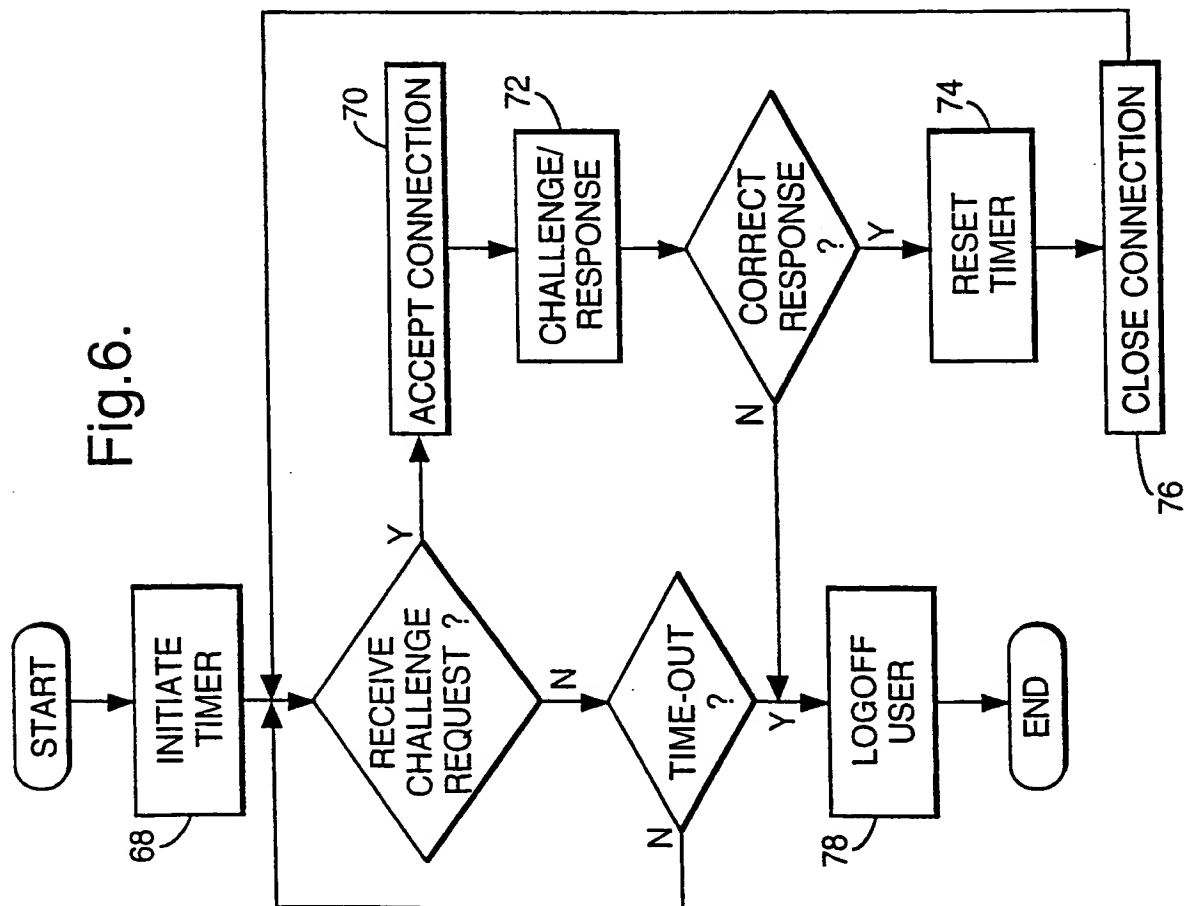 Fig.6.
START
INITIATE
TIMER
68
RECEIVE
CHALLENGE
REQUEST ?
Y
N
ACCEPT CONNECTION
70
CHALLENGE/
RESPONSE
72
CORRECT
RESPONSE
?
N
Y
RESET
TIMER
74
CLOSE CONNECTION
76
TIME-OUT
?
N
Y
LOGOFF
USER
78
END